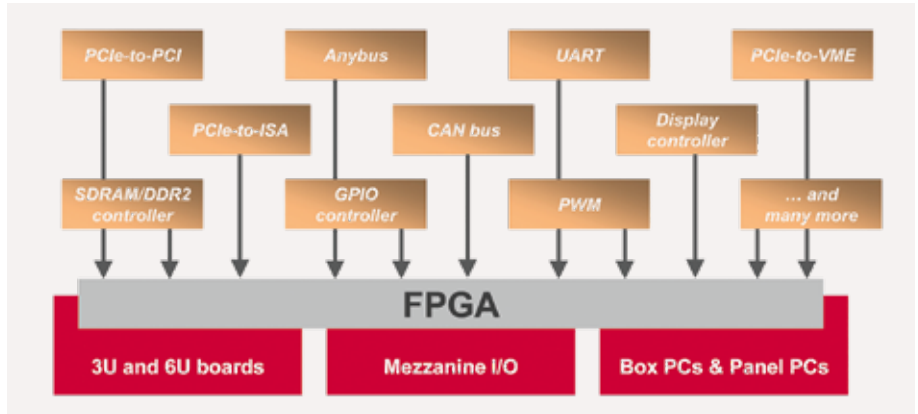 PCIe-to-PCI
Anybus
UART
PCIe-to-VME
PCIe-to-ISA
CAN bus
Display
controller
SDRAM/DDR2
controller
GPIO
controller
PWM
... and
many more
FPGA
3U and 6U boards
Mezzanine I/O
Box PCs & Panel PCs